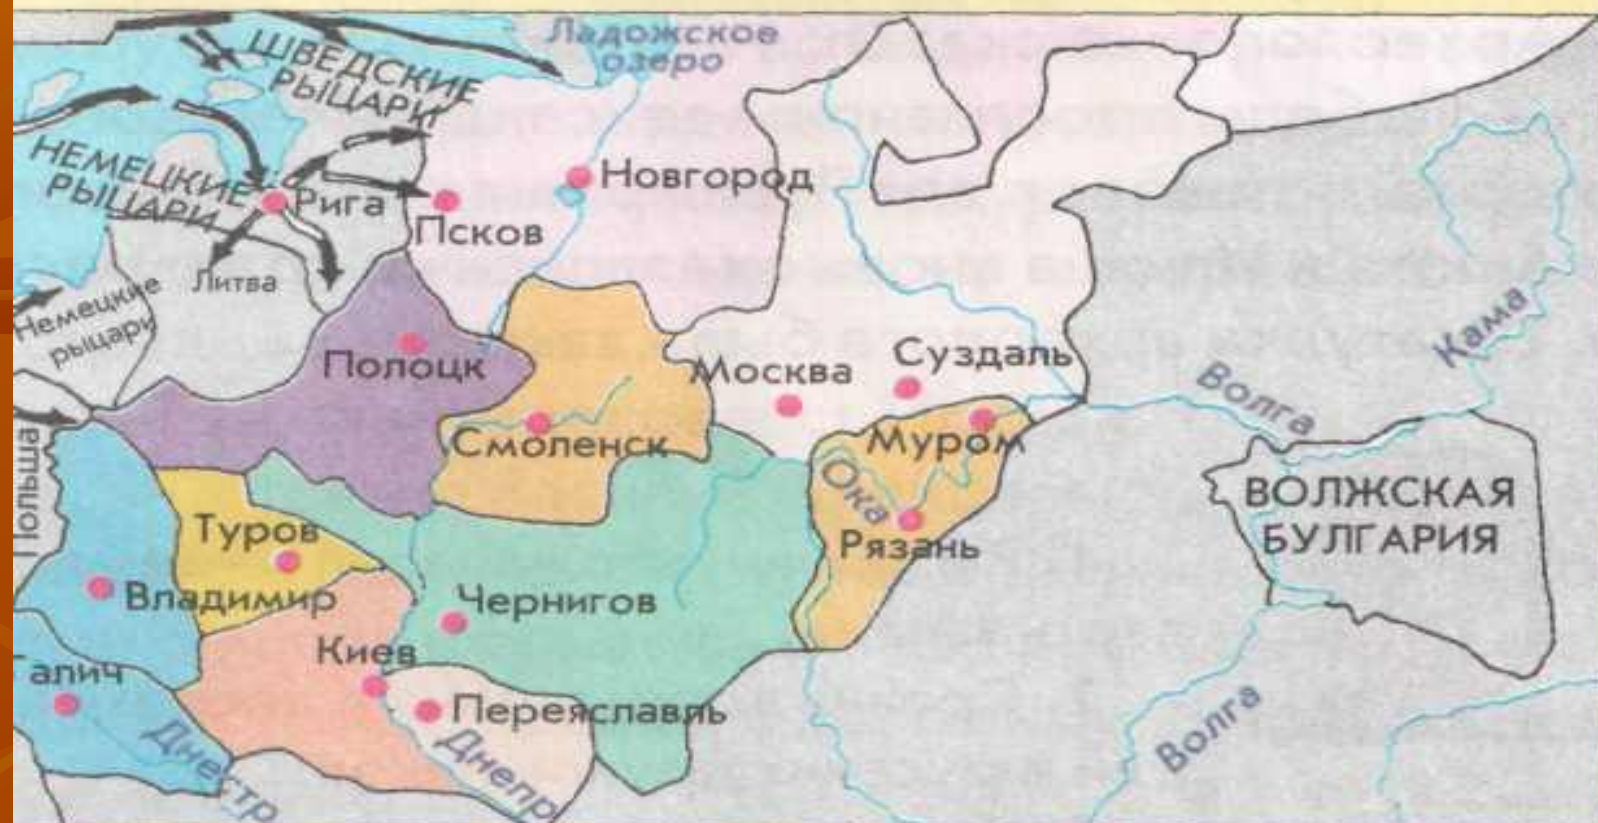 Ладожское
озеро
ШВЕДСКИЕ
РЫЦАРИ
НЕМЕЦКИЕ
РЫЦАРИ
Рига
Новгород
Псков
Литва
Немецкие
рыцари
Кама
Полоцк
Москва
Суздаль
Волга
Польша
Смоленск
Муром
Ока
ВОЛЖСКАЯ
БУЛГАРИЯ
Туров
Рязань
Владимир
Чернигов
Киев
Галич
Переяславль
Днестр
Днепр
Волга